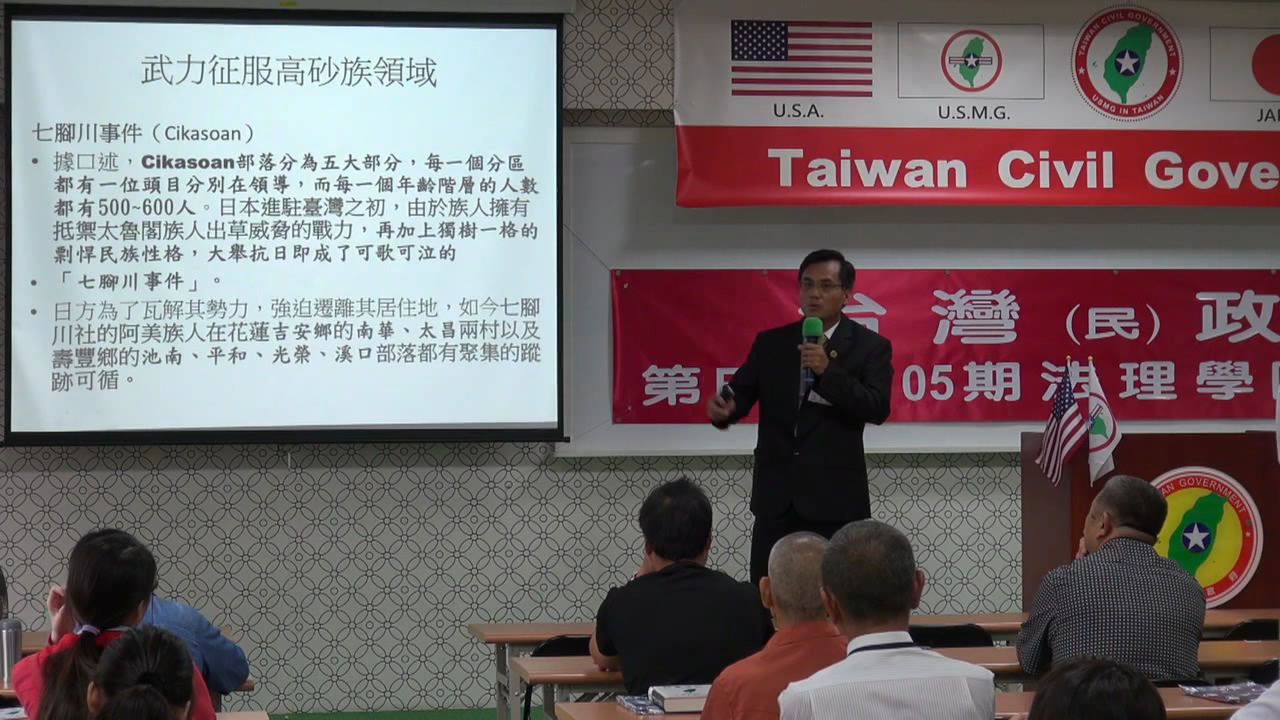 武力征服高砂族領域
七腳川事件（Cikasoan）
• 據口述，Cikasoan部落分為五大部分，每一個分區
都有一位頭目分別在領導，而每一個年齡階層的人數
都有500~600人。日本進駐臺灣之初，由於族人擁有
抵禦太魯閣族人出草威脅的戰力，再加上獨樹一格的
剽悍民族性格，大舉抗日即成了可歌可泣的
• 「七腳川事件」。
• 日方為了瓦解其勢力，強迫遷離其居住地，如今七腳
川社的阿美族人在花蓮吉安鄉的南華、太昌兩村以及
壽豐鄉的池南、平和、光榮、溪口部落都有聚集的蹤
跡可循。
U.S.A.
U.S.M.G.
TAIWAN CIVIL GOVERNMENT
USMG IN TAIWAN
JA
Taiwan Civil Gove
台灣（民）政
第 05期法理學
AN GOVERNMENT